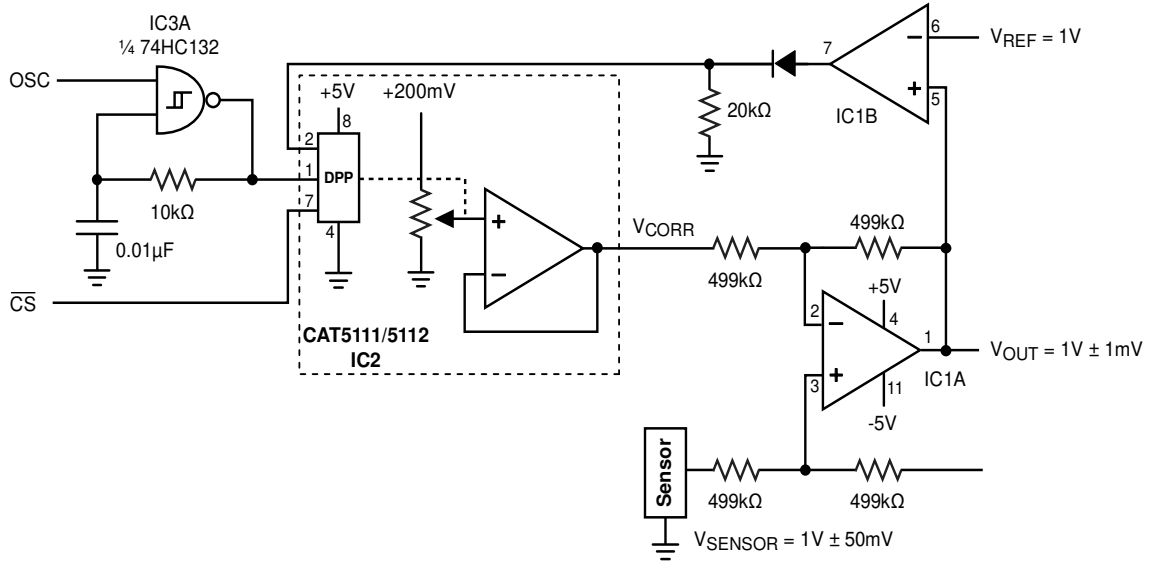 IC3A
¼ 74HC132
OSC
10kΩ
0.01µF
CS
+5V
+200mV
8
2
1
7
4
DPP
+
−
CAT5111/5112
IC2
VCORR
20kΩ
7
6
5
−
+
IC1B
VREF = 1V
499kΩ
499kΩ
+5V
2
−
4
1
3
+
11
-5V
IC1A
VOUT = 1V ± 1mV
Sensor
499kΩ
499kΩ
VSENSOR = 1V ± 50mV